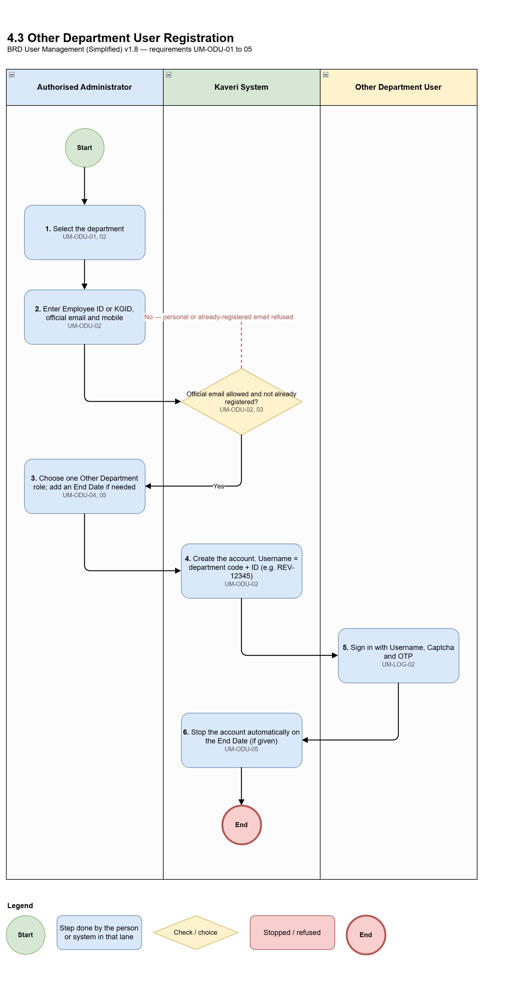 4.3 Other Department User Registration
BRD User Management (Simplified) v1.8 — requirements UM-ODU-01 to 05
Authorised Administrator
Kaveri System
Other Department User
Start
1. Select the department
UM-ODU-01, 02
2. Enter Employee ID or KGID,
official email and mobile
UM-ODU-02
No — personal or already-registered email refused
Official email allowed and not already
registered?
UM-ODU-02, 03
3. Choose one Other Department
role; add an End Date if needed
UM-ODU-04, 05
Yes
4. Create the account. Username =
department code + ID (e.g. REV-
12345)
UM-ODU-02
5. Sign in with Username, Captcha
and OTP
UM-LOG-02
6. Stop the account automatically on
the End Date (if given)
UM-ODU-05
End
Legend
Start
Step done by the person
or system in that lane
Check / choice
Stopped / refused
End